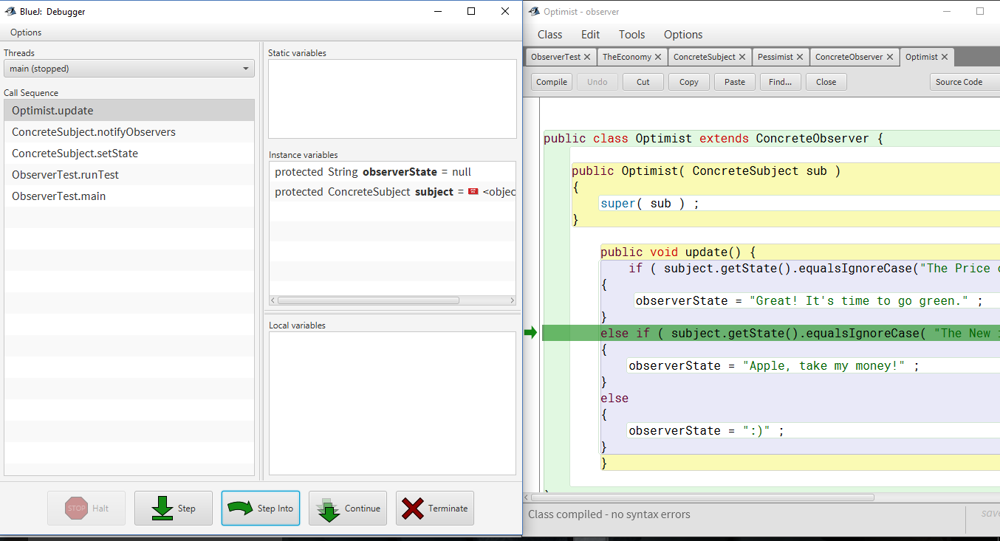 BlueJ: Debugger
Options
Threads
main (stopped)
Call Sequence
Optimist.update
ConcreteSubject.notifyObservers
ConcreteSubject.setState
ObserverTest.runTest
ObserverTest.main
Static variables
Instance variables
protected String observerState = null
protected ConcreteSubject subject = <objec
Local variables
STOP Halt
Step
Step Into
Continue
Terminate
Optimist - observer
Class Edit Tools Options
ObserverTest TheEconomy ConcreteSubject Pessimist ConcreteObserver Optimist
Compile Undo Cut Copy Paste Find... Close Source Code
public class Optimist extends ConcreteObserver {
public Optimist( ConcreteSubject sub )
{
super( sub ) ;
}
public void update() {
if ( subject.getState().equalsIgnoreCase("The Price
{
observerState = "Great! It's time to go green." ;
}
else if ( subject.getState().equalsIgnoreCase( "The New
{
observerState = "Apple, take my money!" ;
}
else
{
observerState = ":)" ;
}
}
Class compiled - no syntax errors
save